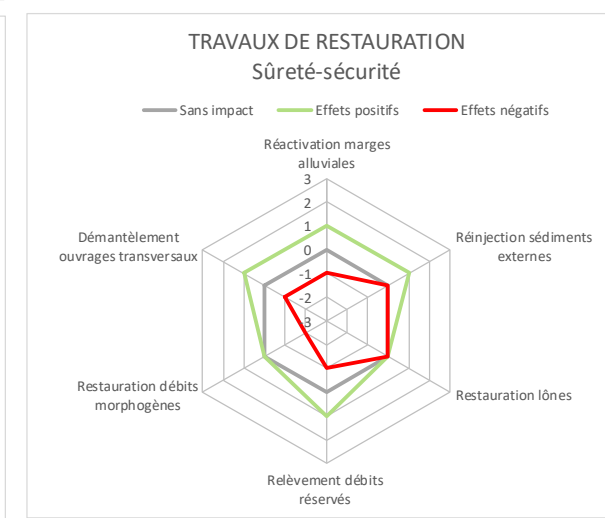 TRAVAUX DE RESTAURATION
Sûreté-sécurité
Sans impact
Effets positifs
Effets négatifs
Réactivation marges
alluviales
3
2
1
0
-1
-2
-3
Réinjection sédiments
externes
Restauration lônes
Relèvement débits
réservés
Restauration débits
morphogènes
Démantèlement
ouvrages transversaux